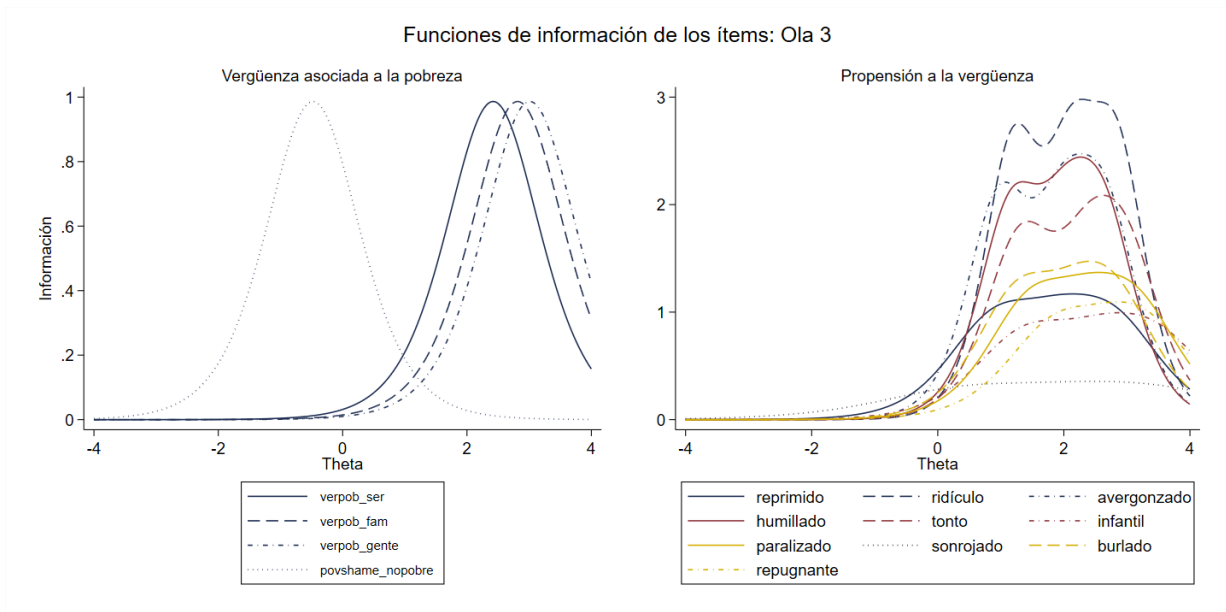 Funciones de información de los ítems: Ola 3
Vergüenza asociada a la pobreza
Información
1
.8
.6
.4
.2
0
-4 -2 0 2 4
Theta
verpob_ser
verpob_fam
verpob_gente
povshame_nopobre
Propensión a la vergüenza
3
2
1
0
-4 -2 0 2 4
Theta
reprimido ridículo avergonzado
humillado tonto infantil
paralizado sonrojado burlado
repugnante